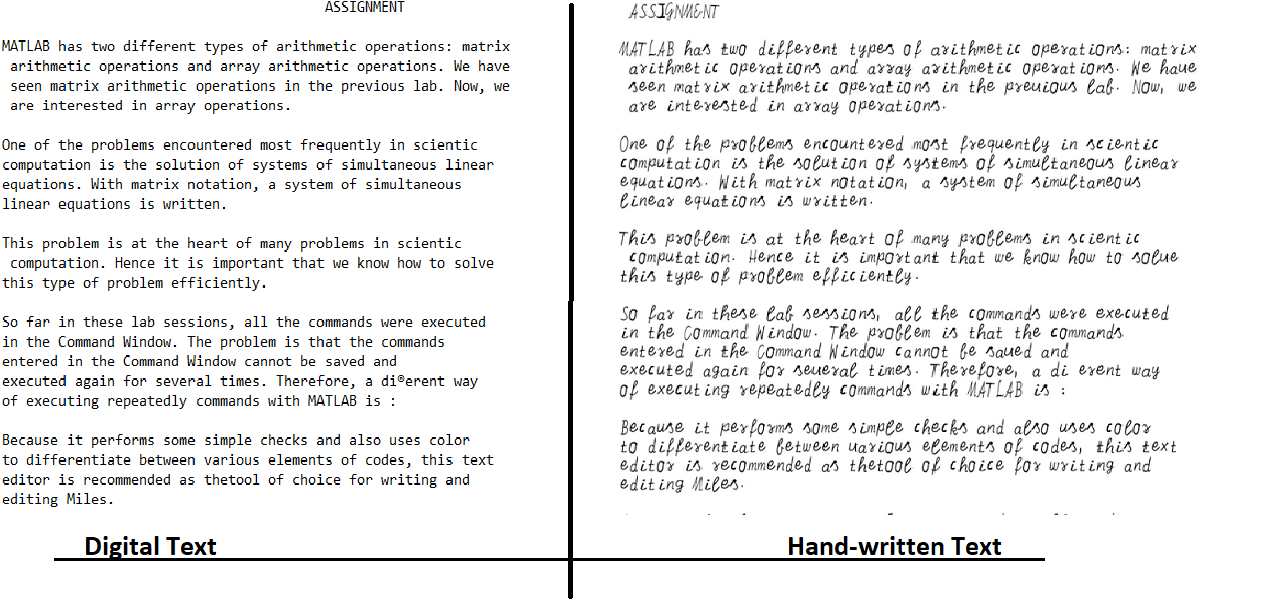 ASSIGNMENT
MATLAB has two different types of arithmetic operations: matrix
arithmetic operations and array arithmetic operations. We have
seen matrix arithmetic operations in the previous lab. Now, we
are interested in array operations.
One of the problems encountered most frequently in scientic
computation is the solution of systems of simultaneous linear
equations. With matrix notation, a system of simultaneous
linear equations is written.
This problem is at the heart of many problems in scientic
computation. Hence it is important that we know how to solve
this type of problem efficiently.
So far in these lab sessions, all the commands were executed
in the Command Window. The problem is that the commands
entered in the Command Window cannot be saved and
executed again for several times. Therefore, a di®erent way
of executing repeatedly commands with MATLAB is :
Because it performs some simple checks and also uses color
to differentiate between various elements of codes, this text
editor is recommended as thetool of choice for writing and
editing Miles.
Digital Text
ASSIGNMENT
MATLAB has two different types of arithmetic operations: matrix
arithmetic operations and array arithmetic operations. We have
seen matrix arithmetic operations in the previous lab. Now, we
are interested in array operations.
One of the problems encountered most frequently in scientic
computation is the solution of systems of simultaneous linear
equations. With matrix notation, a system of simultaneous
linear equations is written.
This problem is at the heart of many problems in scientic
computation. Hence it is important that we know how to solve
this type of problem efficiently.
So far in these lab sessions, all the commands were executed
in the Command Window. The problem is that the commands
entered in the Command Window cannot be saved and
executed again for several times. Therefore, a di erent way
of executing repeatedly commands with MATLAB is :
Because it performs some simple checks and also uses color
to differentiate between various elements of codes, this text
editor is recommended as thetool of choice for writing and
editing Miles.
Hand-written Text